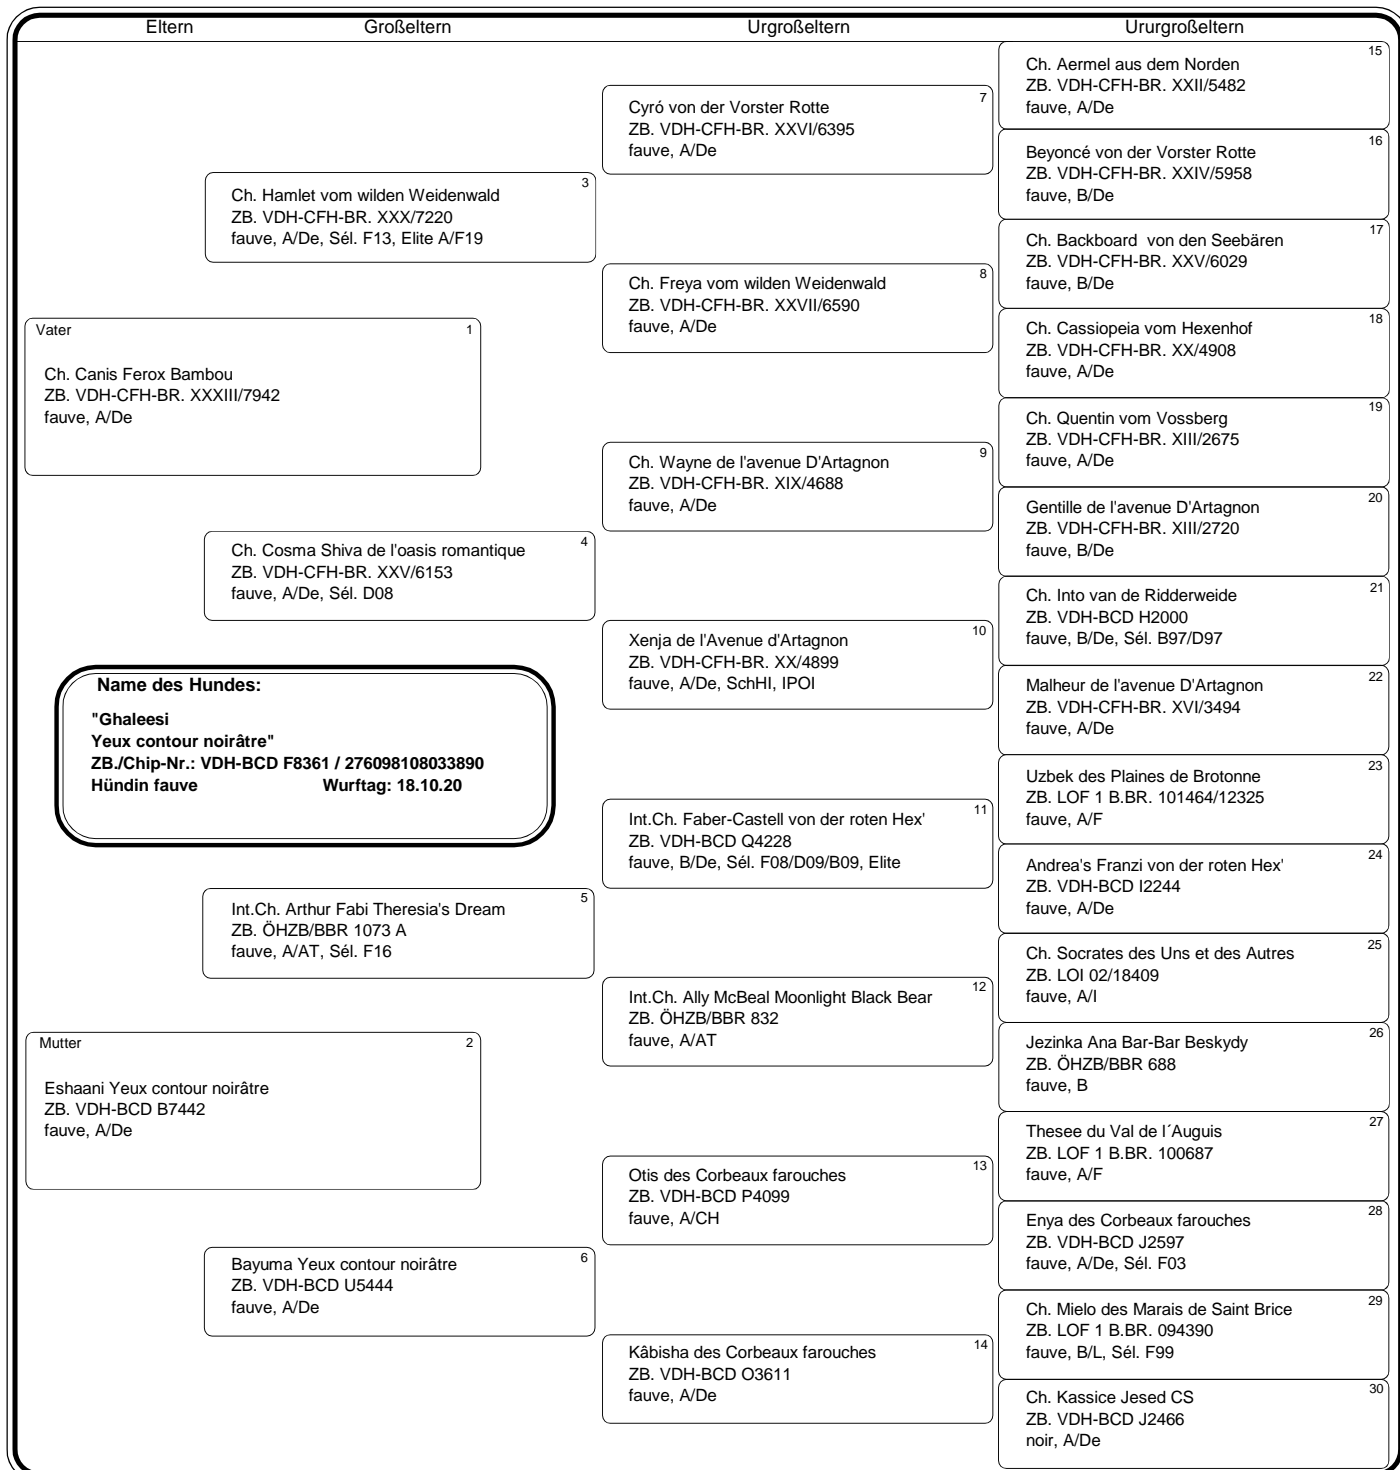 Eltern Großeltern Urgroßeltern Ururgroßeltern
15
Ch. Aermel aus dem Norden
ZB. VDH-CFH-BR. XXII/5482
fauve, A/De
7
Cyró von der Vorster Rotte
ZB. VDH-CFH-BR. XXVI/6395
fauve, A/De
16
Beyoncé von der Vorster Rotte
ZB. VDH-CFH-BR. XXIV/5958
fauve, B/De
3
Ch. Hamlet vom wilden Weidenwald
ZB. VDH-CFH-BR. XXX/7220
fauve, A/De, Sél. F13, Elite A/F19
17
Ch. Backboard  von den Seebären
ZB. VDH-CFH-BR. XXV/6029
fauve, B/De
8
Ch. Freya vom wilden Weidenwald
ZB. VDH-CFH-BR. XXVII/6590
fauve, A/De
18
Ch. Cassiopeia vom Hexenhof
ZB. VDH-CFH-BR. XX/4908
fauve, A/De
Vater 1
Ch. Canis Ferox Bambou
ZB. VDH-CFH-BR. XXXIII/7942
fauve, A/De
19
Ch. Quentin vom Vossberg
ZB. VDH-CFH-BR. XIII/2675
fauve, A/De
9
Ch. Wayne de l'avenue D'Artagnon
ZB. VDH-CFH-BR. XIX/4688
fauve, A/De
20
Gentille de l'avenue D'Artagnon
ZB. VDH-CFH-BR. XIII/2720
fauve, B/De
4
Ch. Cosma Shiva de l'oasis romantique
ZB. VDH-CFH-BR. XXV/6153
fauve, A/De, Sél. D08
21
Ch. Into van de Ridderweide
ZB. VDH-BCD H2000
fauve, B/De, Sél. B97/D97
10
Xenja de l'Avenue d'Artagnon
ZB. VDH-CFH-BR. XX/4899
fauve, A/De, SchHI, IPOI
22
Malheur de l'avenue D'Artagnon
ZB. VDH-CFH-BR. XVI/3494
fauve, A/De
Name des Hundes:
"Ghaleesi
Yeux contour noirâtre"
ZB./Chip-Nr.: VDH-BCD F8361 / 276098108033890
Hündin fauve Wurftag: 18.10.20
23
Uzbek des Plaines de Brotonne
ZB. LOF 1 B.BR. 101464/12325
fauve, A/F
11
Int.Ch. Faber-Castell von der roten Hex'
ZB. VDH-BCD Q4228
fauve, B/De, Sél. F08/D09/B09, Elite
24
Andrea's Franzi von der roten Hex'
ZB. VDH-BCD I2244
fauve, A/De
5
Int.Ch. Arthur Fabi Theresia's Dream
ZB. ÖHZB/BBR 1073 A
fauve, A/AT, Sél. F16
25
Ch. Socrates des Uns et des Autres
ZB. LOI 02/18409
fauve, A/I
12
Int.Ch. Ally McBeal Moonlight Black Bear
ZB. ÖHZB/BBR 832
fauve, A/AT
26
Jezinka Ana Bar-Bar Beskydy
ZB. ÖHZB/BBR 688
fauve, B
Mutter 2
Eshaani Yeux contour noirâtre
ZB. VDH-BCD B7442
fauve, A/De
27
Thesee du Val de l´Auguis
ZB. LOF 1 B.BR. 100687
fauve, A/F
13
Otis des Corbeaux farouches
ZB. VDH-BCD P4099
fauve, A/CH
28
Enya des Corbeaux farouches
ZB. VDH-BCD J2597
fauve, A/De, Sél. F03
6
Bayuma Yeux contour noirâtre
ZB. VDH-BCD U5444
fauve, A/De
29
Ch. Mielo des Marais de Saint Brice
ZB. LOF 1 B.BR. 094390
fauve, B/L, Sél. F99
14
Kâbisha des Corbeaux farouches
ZB. VDH-BCD O3611
fauve, A/De
30
Ch. Kassice Jesed CS
ZB. VDH-BCD J2466
noir, A/De